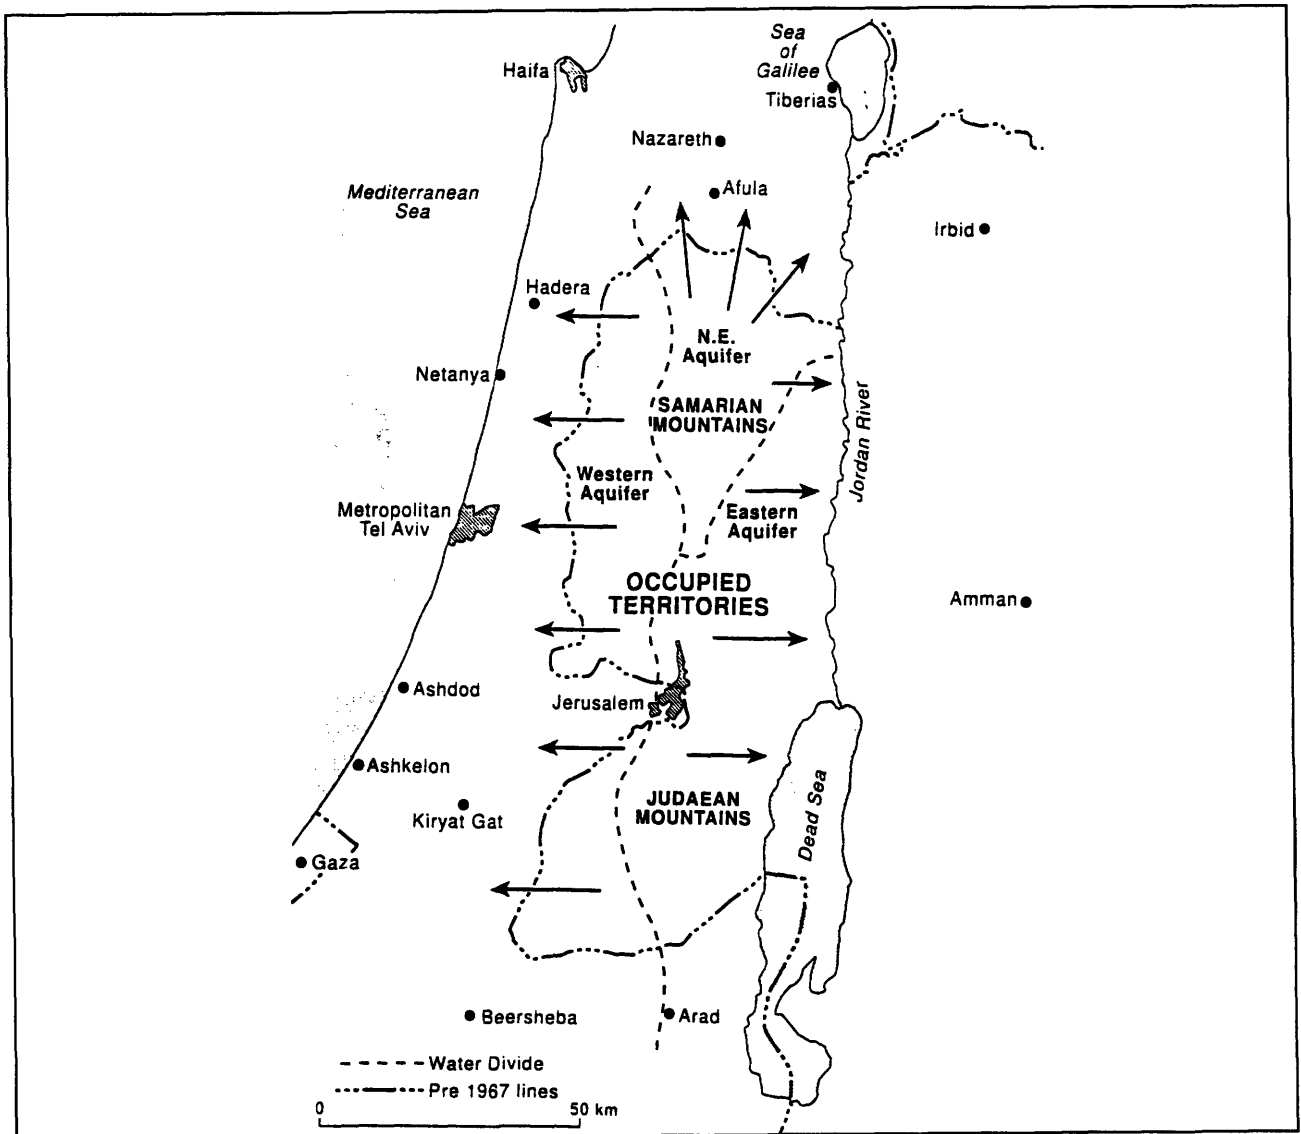 Sea
of
Galilee
Haifa
Tiberias
Nazareth
Afula
Mediterranean
Sea
Irbid
Hadera
N.E.
Aquifer
Netanya
SAMARIAN
MOUNTAINS
Jordan River
Western
Aquifer
Metropolitan
Tel Aviv
Eastern
Aquifer
OCCUPIED
TERRITORIES
Amman
Ashdod
Jerusalem
Ashkelon
JUDAEAN
MOUNTAINS
Dead Sea
Kiryat Gat
Gaza
Beersheba
Arad
Water Divide
Pre 1967 lines
0 50 km